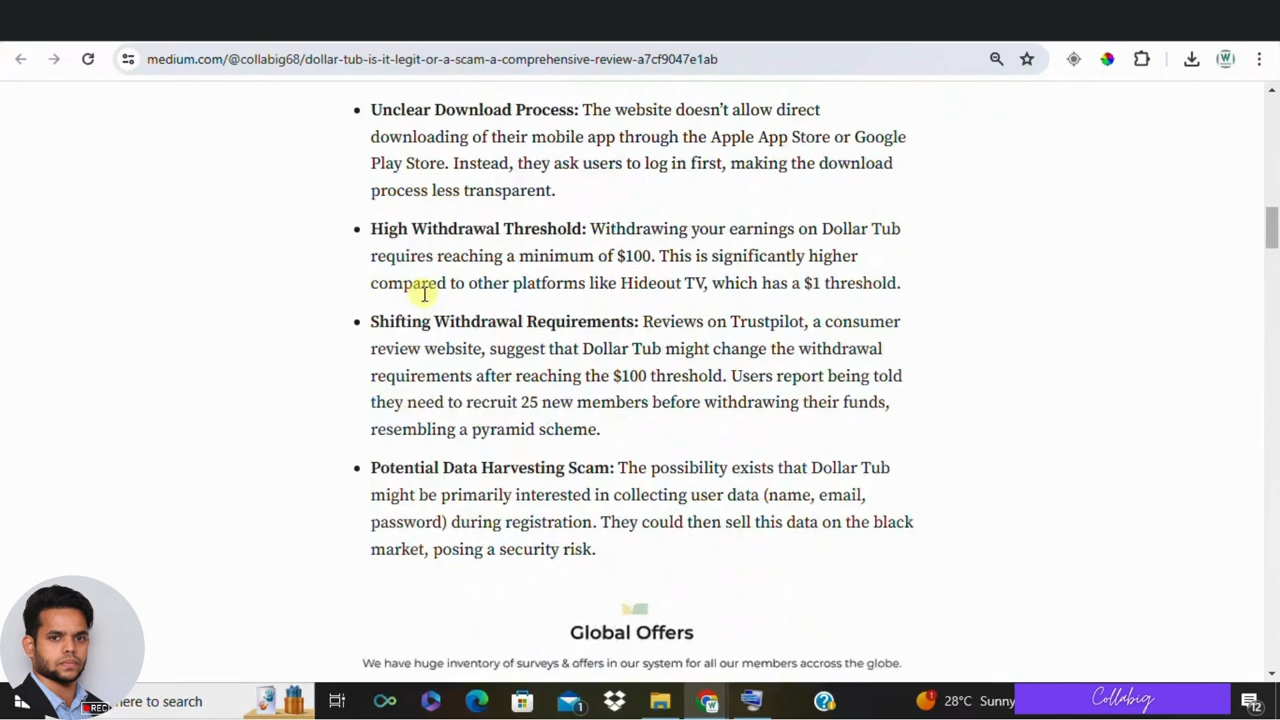 medium.com/@collabig68/dollar-tub-is-it-legit-or-a-scam-a-comprehensive-review-a7cf9047e1ab
Unclear Download Process: The website doesn’t allow direct
downloading of their mobile app through the Apple App Store or Google
Play Store. Instead, they ask users to log in first, making the download
process less transparent.
High Withdrawal Threshold: Withdrawing your earnings on Dollar Tub
requires reaching a minimum of $100. This is significantly higher
compared to other platforms like Hideout TV, which has a $1 threshold.
Shifting Withdrawal Requirements: Reviews on Trustpilot, a consumer
review website, suggest that Dollar Tub might change the withdrawal
requirements after reaching the $100 threshold. Users report being told
they need to recruit 25 new members before withdrawing their funds,
resembling a pyramid scheme.
Potential Data Harvesting Scam: The possibility exists that Dollar Tub
might be primarily interested in collecting user data (name, email,
password) during registration. They could then sell this data on the black
market, posing a security risk.
Global Offers
We have huge inventory of surveys & offers in our system for all our members accross the globe.
REC
here to search
1
28°C Sunny
Collabig
12